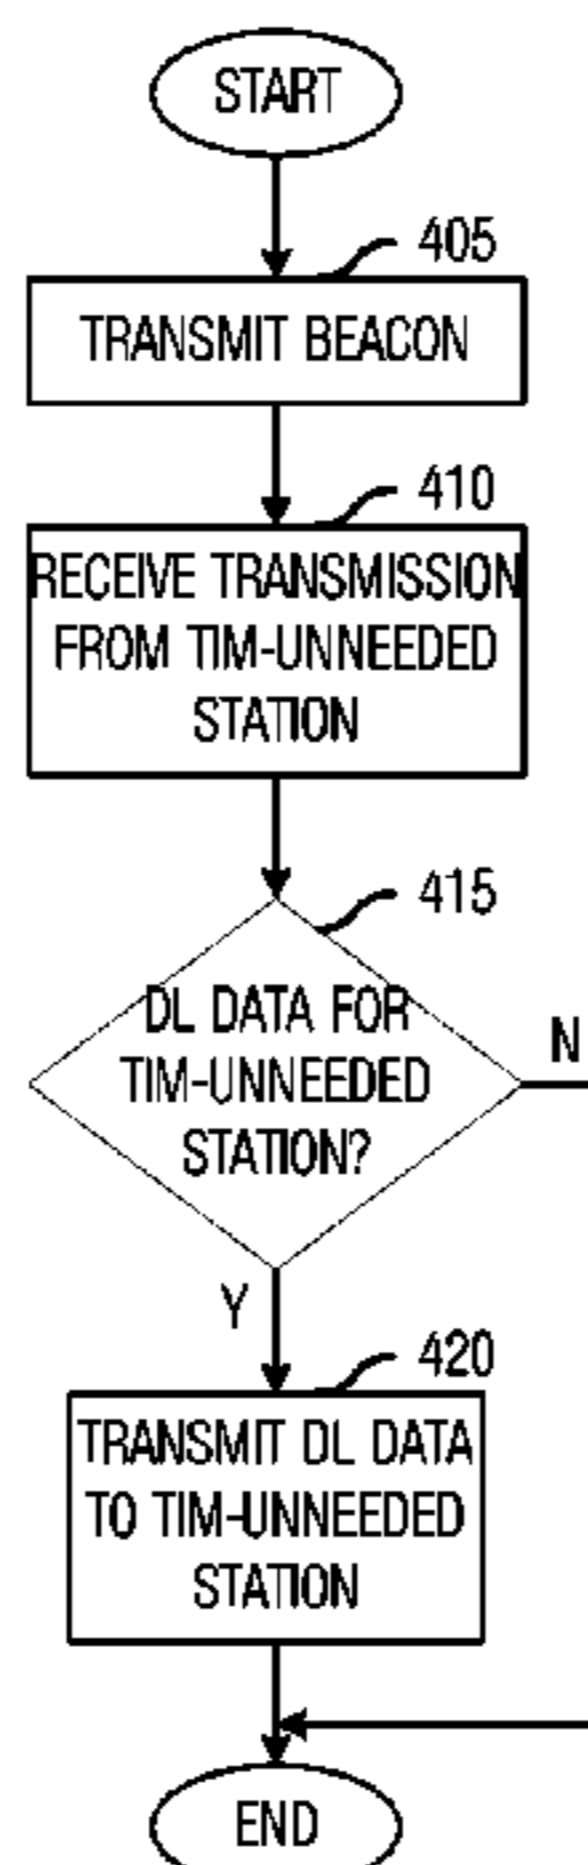 START
405
TRANSMIT BEACON
410
RECEIVE TRANSMISSION
FROM TIM-UNNEEDED
STATION
415
DL DATA FOR
TIM-UNNEEDED
STATION?
N
Y
420
TRANSMIT DL DATA
TO TIM-UNNEEDED
STATION
END